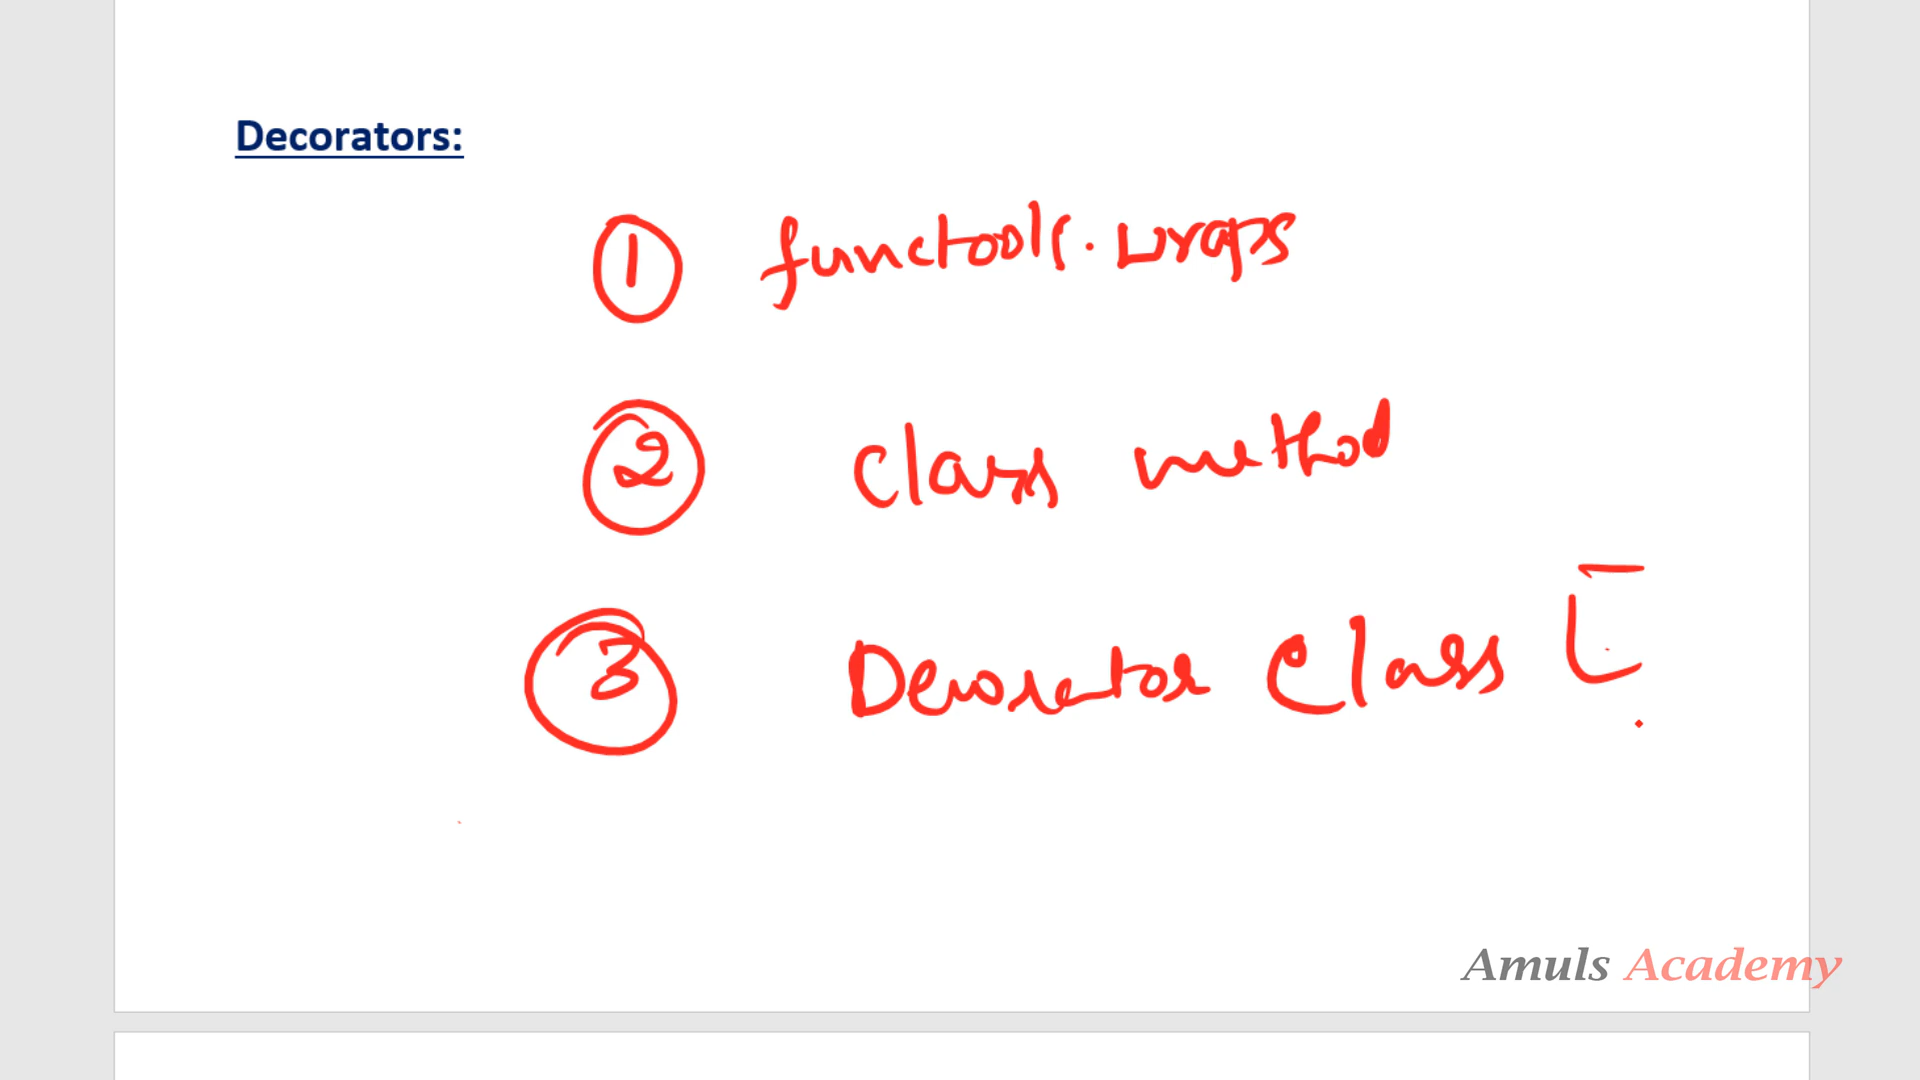 Decorators:
1 functools.wraps
2 class method
3 Decorator Class [
Amuls Academy